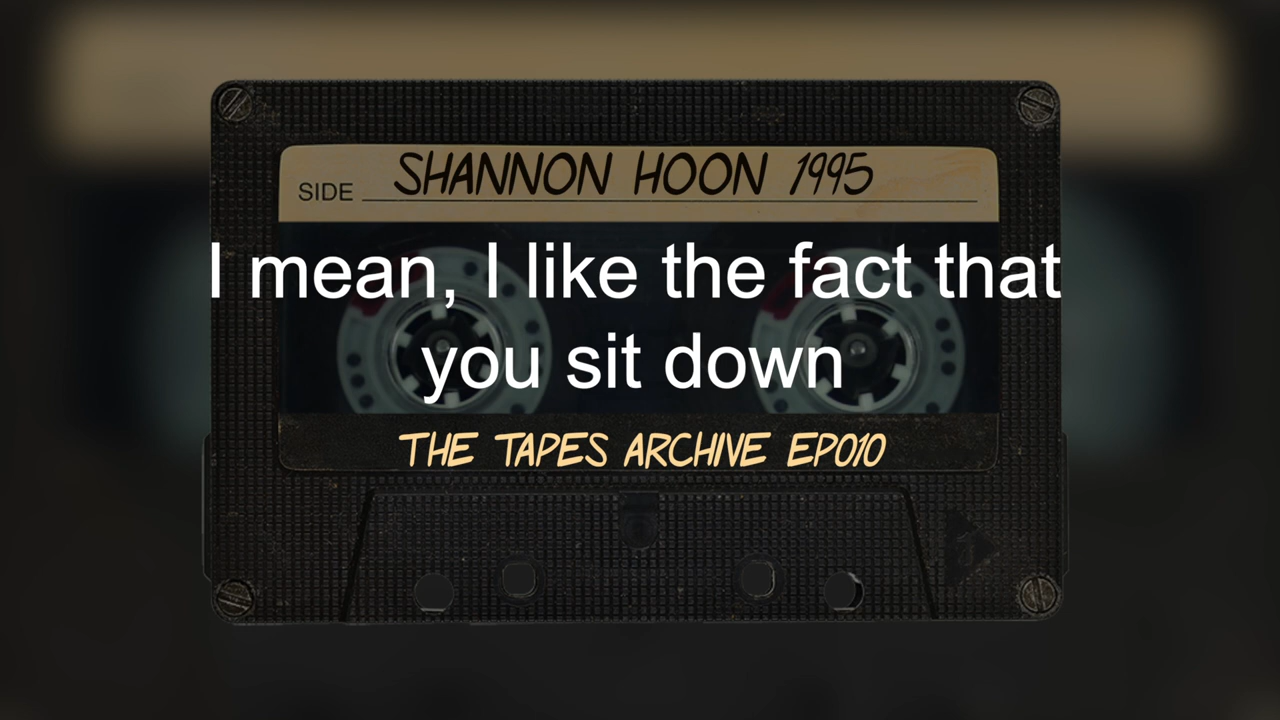 SHANNON HOON 1995
SIDE
I mean, I like the fact that
you sit down
THE TAPES ARCHIVE EP010